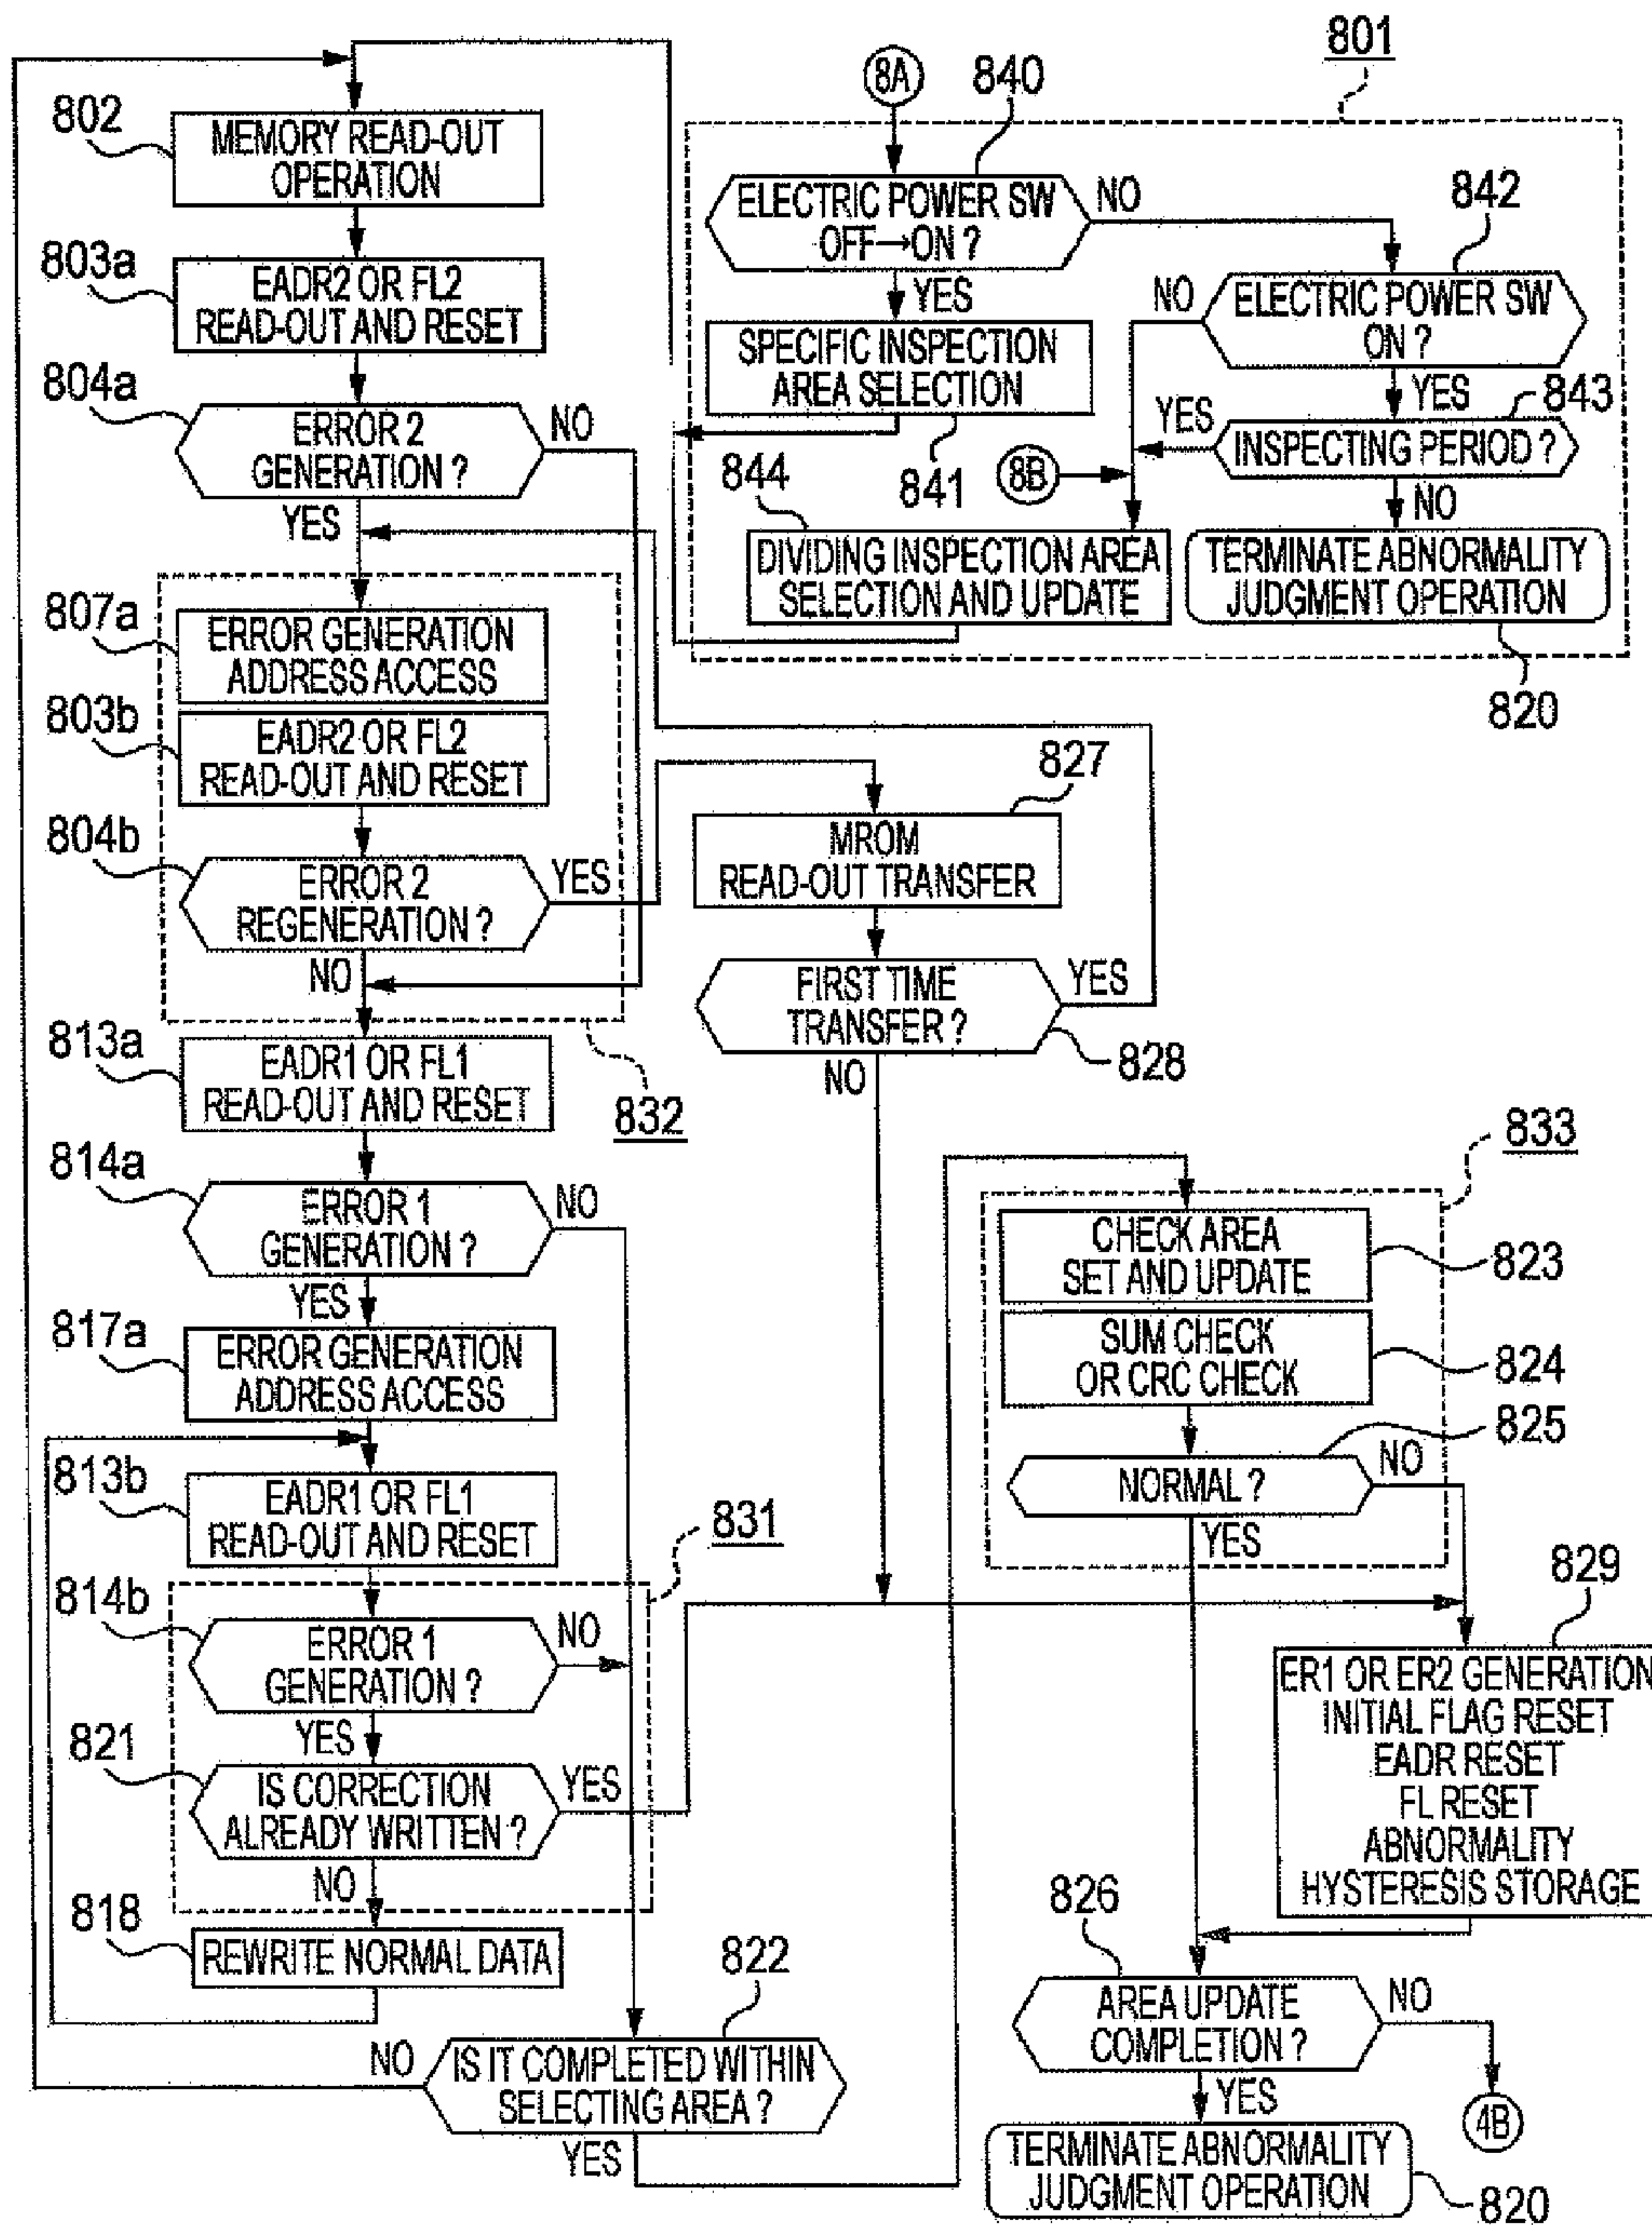 802
MEMORY READ-OUT
OPERATION
803a
EADR2 OR FL2
READ-OUT AND RESET
804a
ERROR 2
GENERATION ?
NO
YES
807a
ERROR GENERATION
ADDRESS ACCESS
803b
EADR2 OR FL2
READ-OUT AND RESET
804b
ERROR 2
REGENERATION ?
YES
NO
832
813a
EADR1 OR FL1
READ-OUT AND RESET
814a
ERROR 1
GENERATION ?
NO
YES
817a
ERROR GENERATION
ADDRESS ACCESS
813b
EADR1 OR FL1
READ-OUT AND RESET
831
814b
ERROR 1
GENERATION ?
NO
YES
821
IS CORRECTION
ALREADY WRITTEN ?
YES
NO
818
REWRITE NORMAL DATA
822
IS IT COMPLETED WITHIN
SELECTING AREA ?
NO
YES
801
8A
840
ELECTRIC POWER SW
OFF→ON ?
NO
YES
SPECIFIC INSPECTION
AREA SELECTION
841
842
ELECTRIC POWER SW
ON ?
NO
YES
843
INSPECTING PERIOD ?
YES
NO
8B
844
DIVIDING INSPECTION AREA
SELECTION AND UPDATE
TERMINATE ABNORMALITY
JUDGMENT OPERATION
820
827
MROM
READ-OUT TRANSFER
FIRST TIME
TRANSFER ?
YES
828
NO
833
CHECK AREA
SET AND UPDATE
823
SUM CHECK
OR CRC CHECK
824
825
NORMAL ?
NO
YES
829
ER1 OR ER2 GENERATION
INITIAL FLAG RESET
EADR RESET
FL RESET
ABNORMALITY
HYSTERESIS STORAGE
826
AREA UPDATE
COMPLETION ?
NO
YES
4B
TERMINATE ABNORMALITY
JUDGMENT OPERATION
820